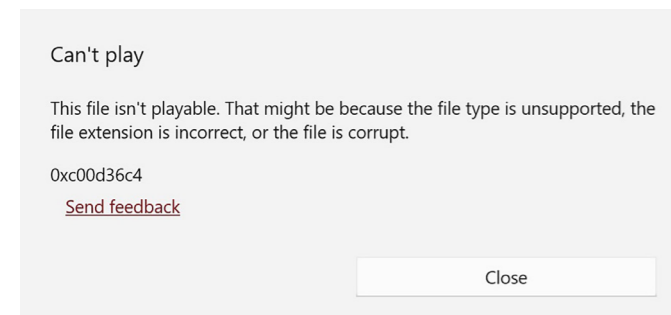 Can't play
This file isn't playable. That might be because the file type is unsupported, the
file extension is incorrect, or the file is corrupt.
0xc00d36c4
Send feedback
Close